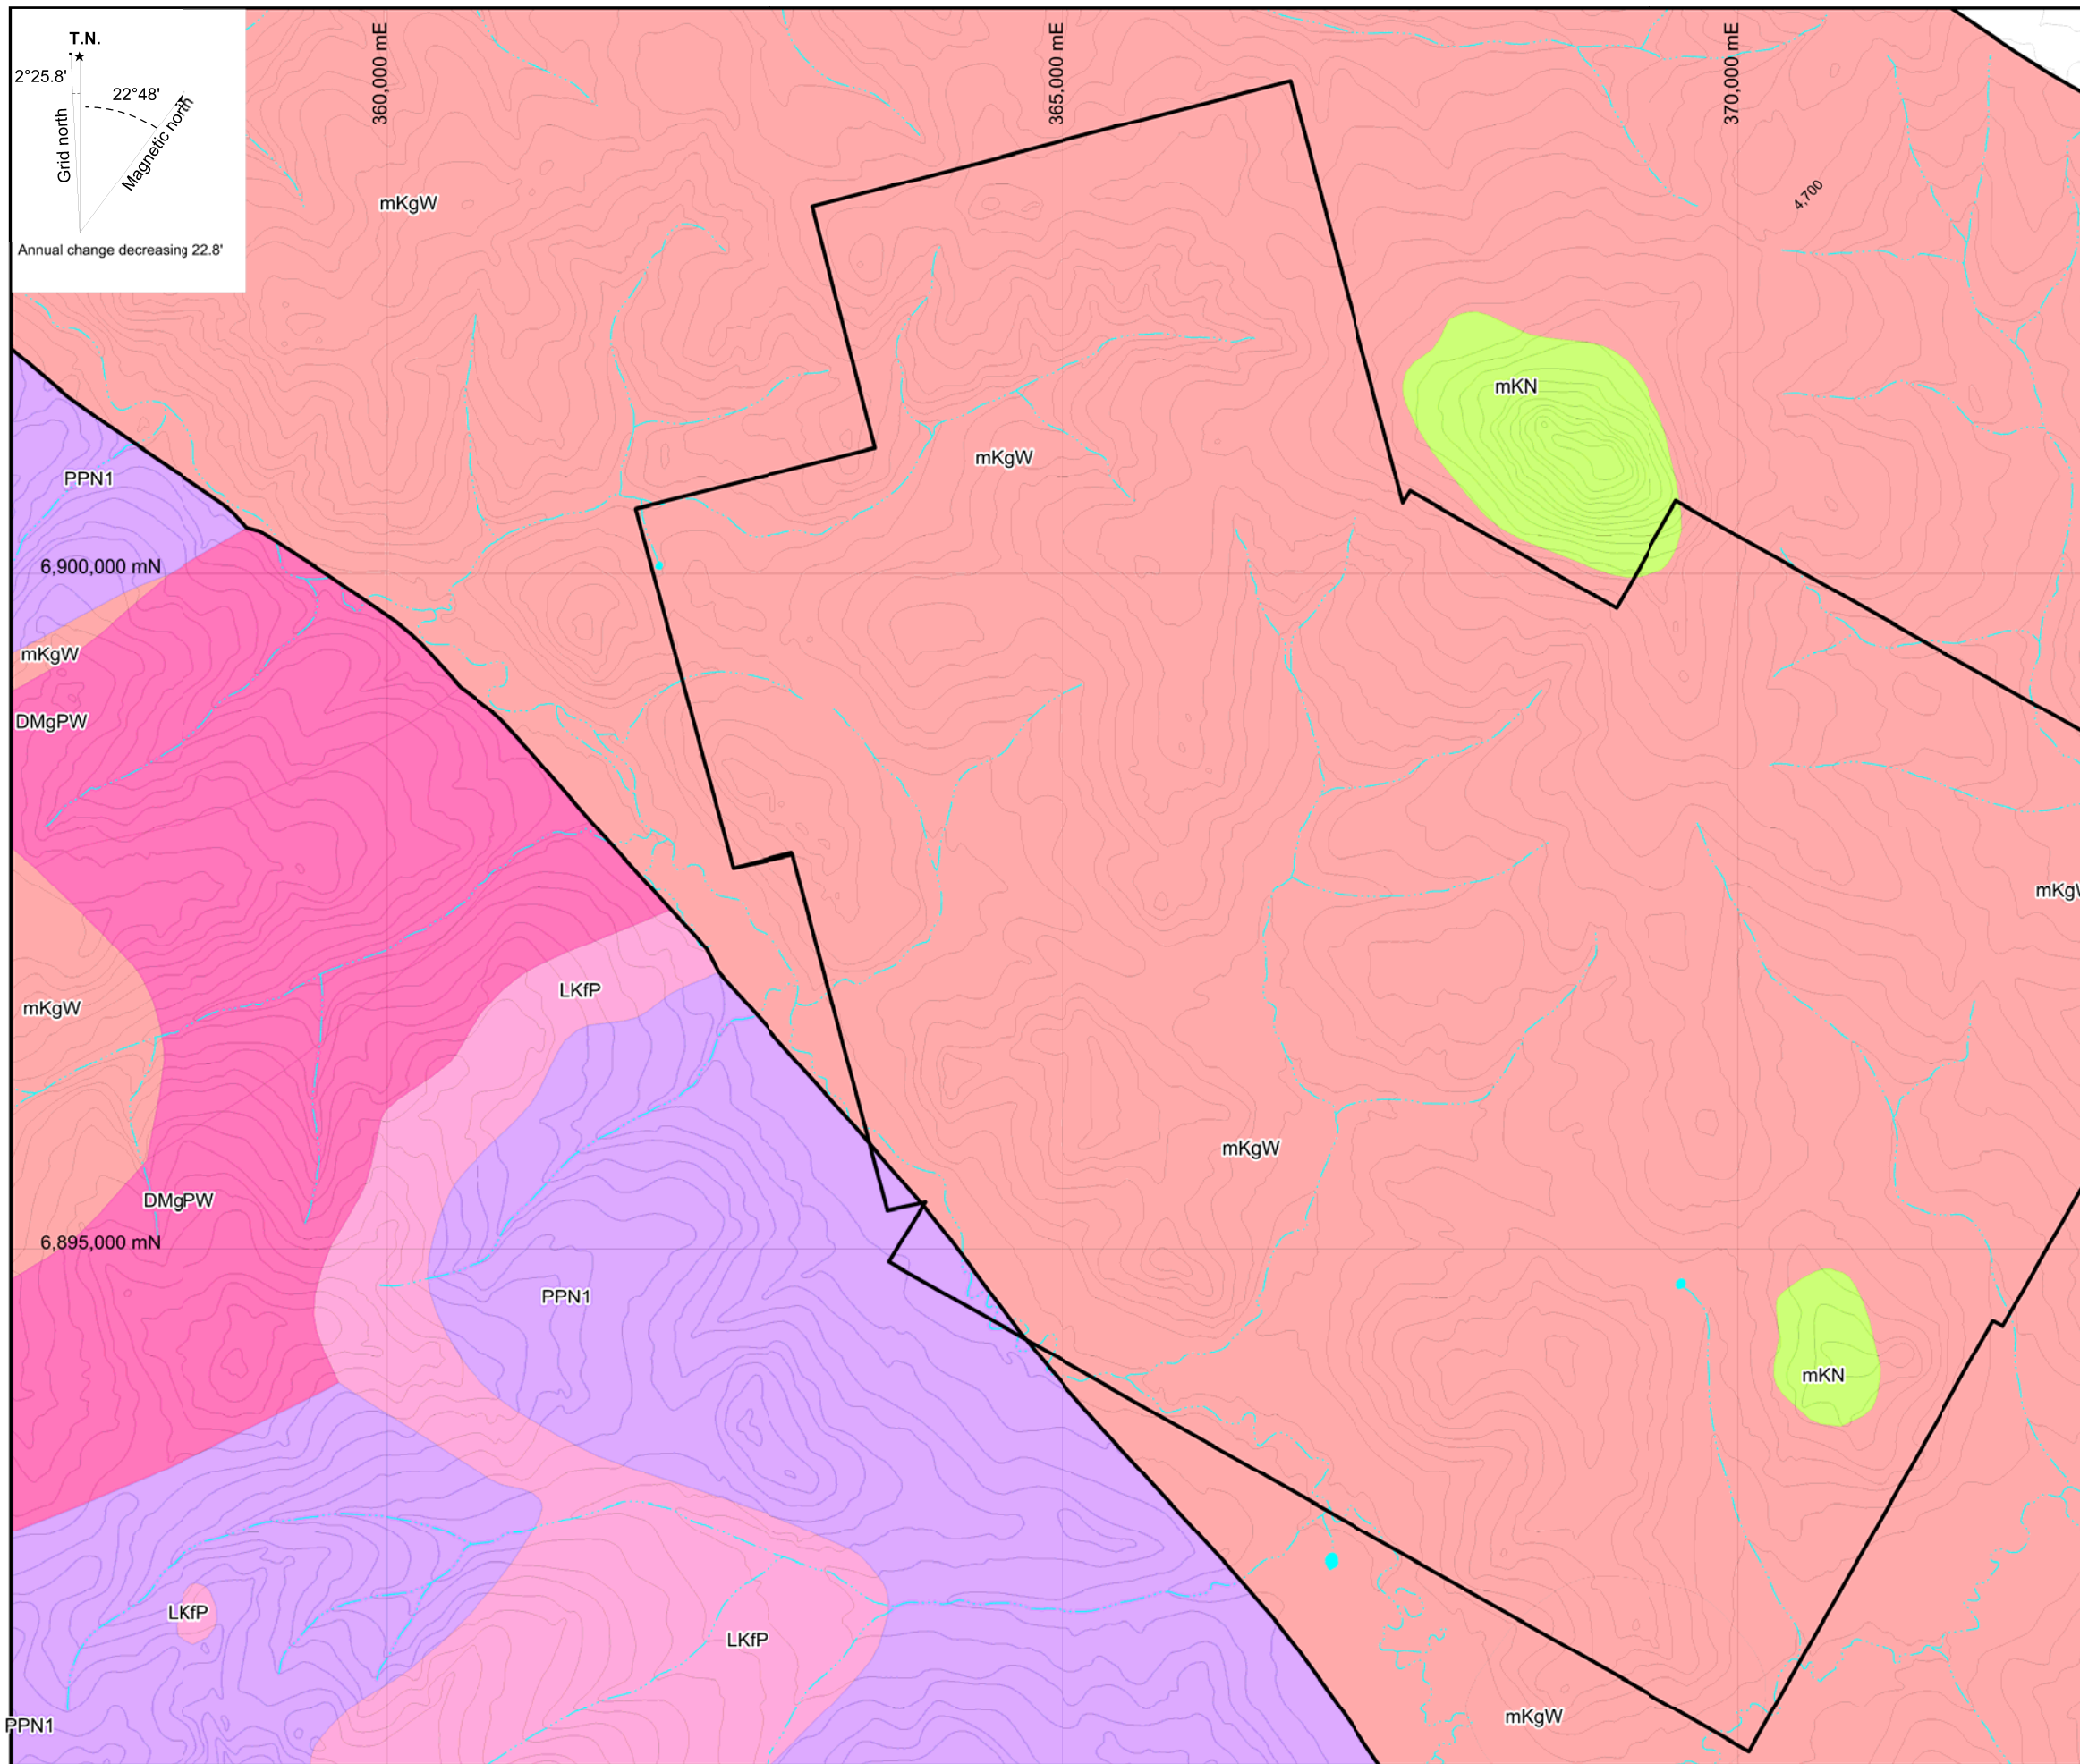 T.N.
2°25.8'
22°48'
Grid north
Magnetic north
Annual change decreasing 22.8'
360,000 mE
365,000 mE
370,000 mE
4,700
mKgW
mKN
mKgW
PPN1
6,900,000 mN
mKgW
DMgPW
mKgW
LKfP
mKgW
mKgW
DMgPW
6,895,000 mN
PPN1
mKN
LKfP
LKfP
mKgW
PPN1